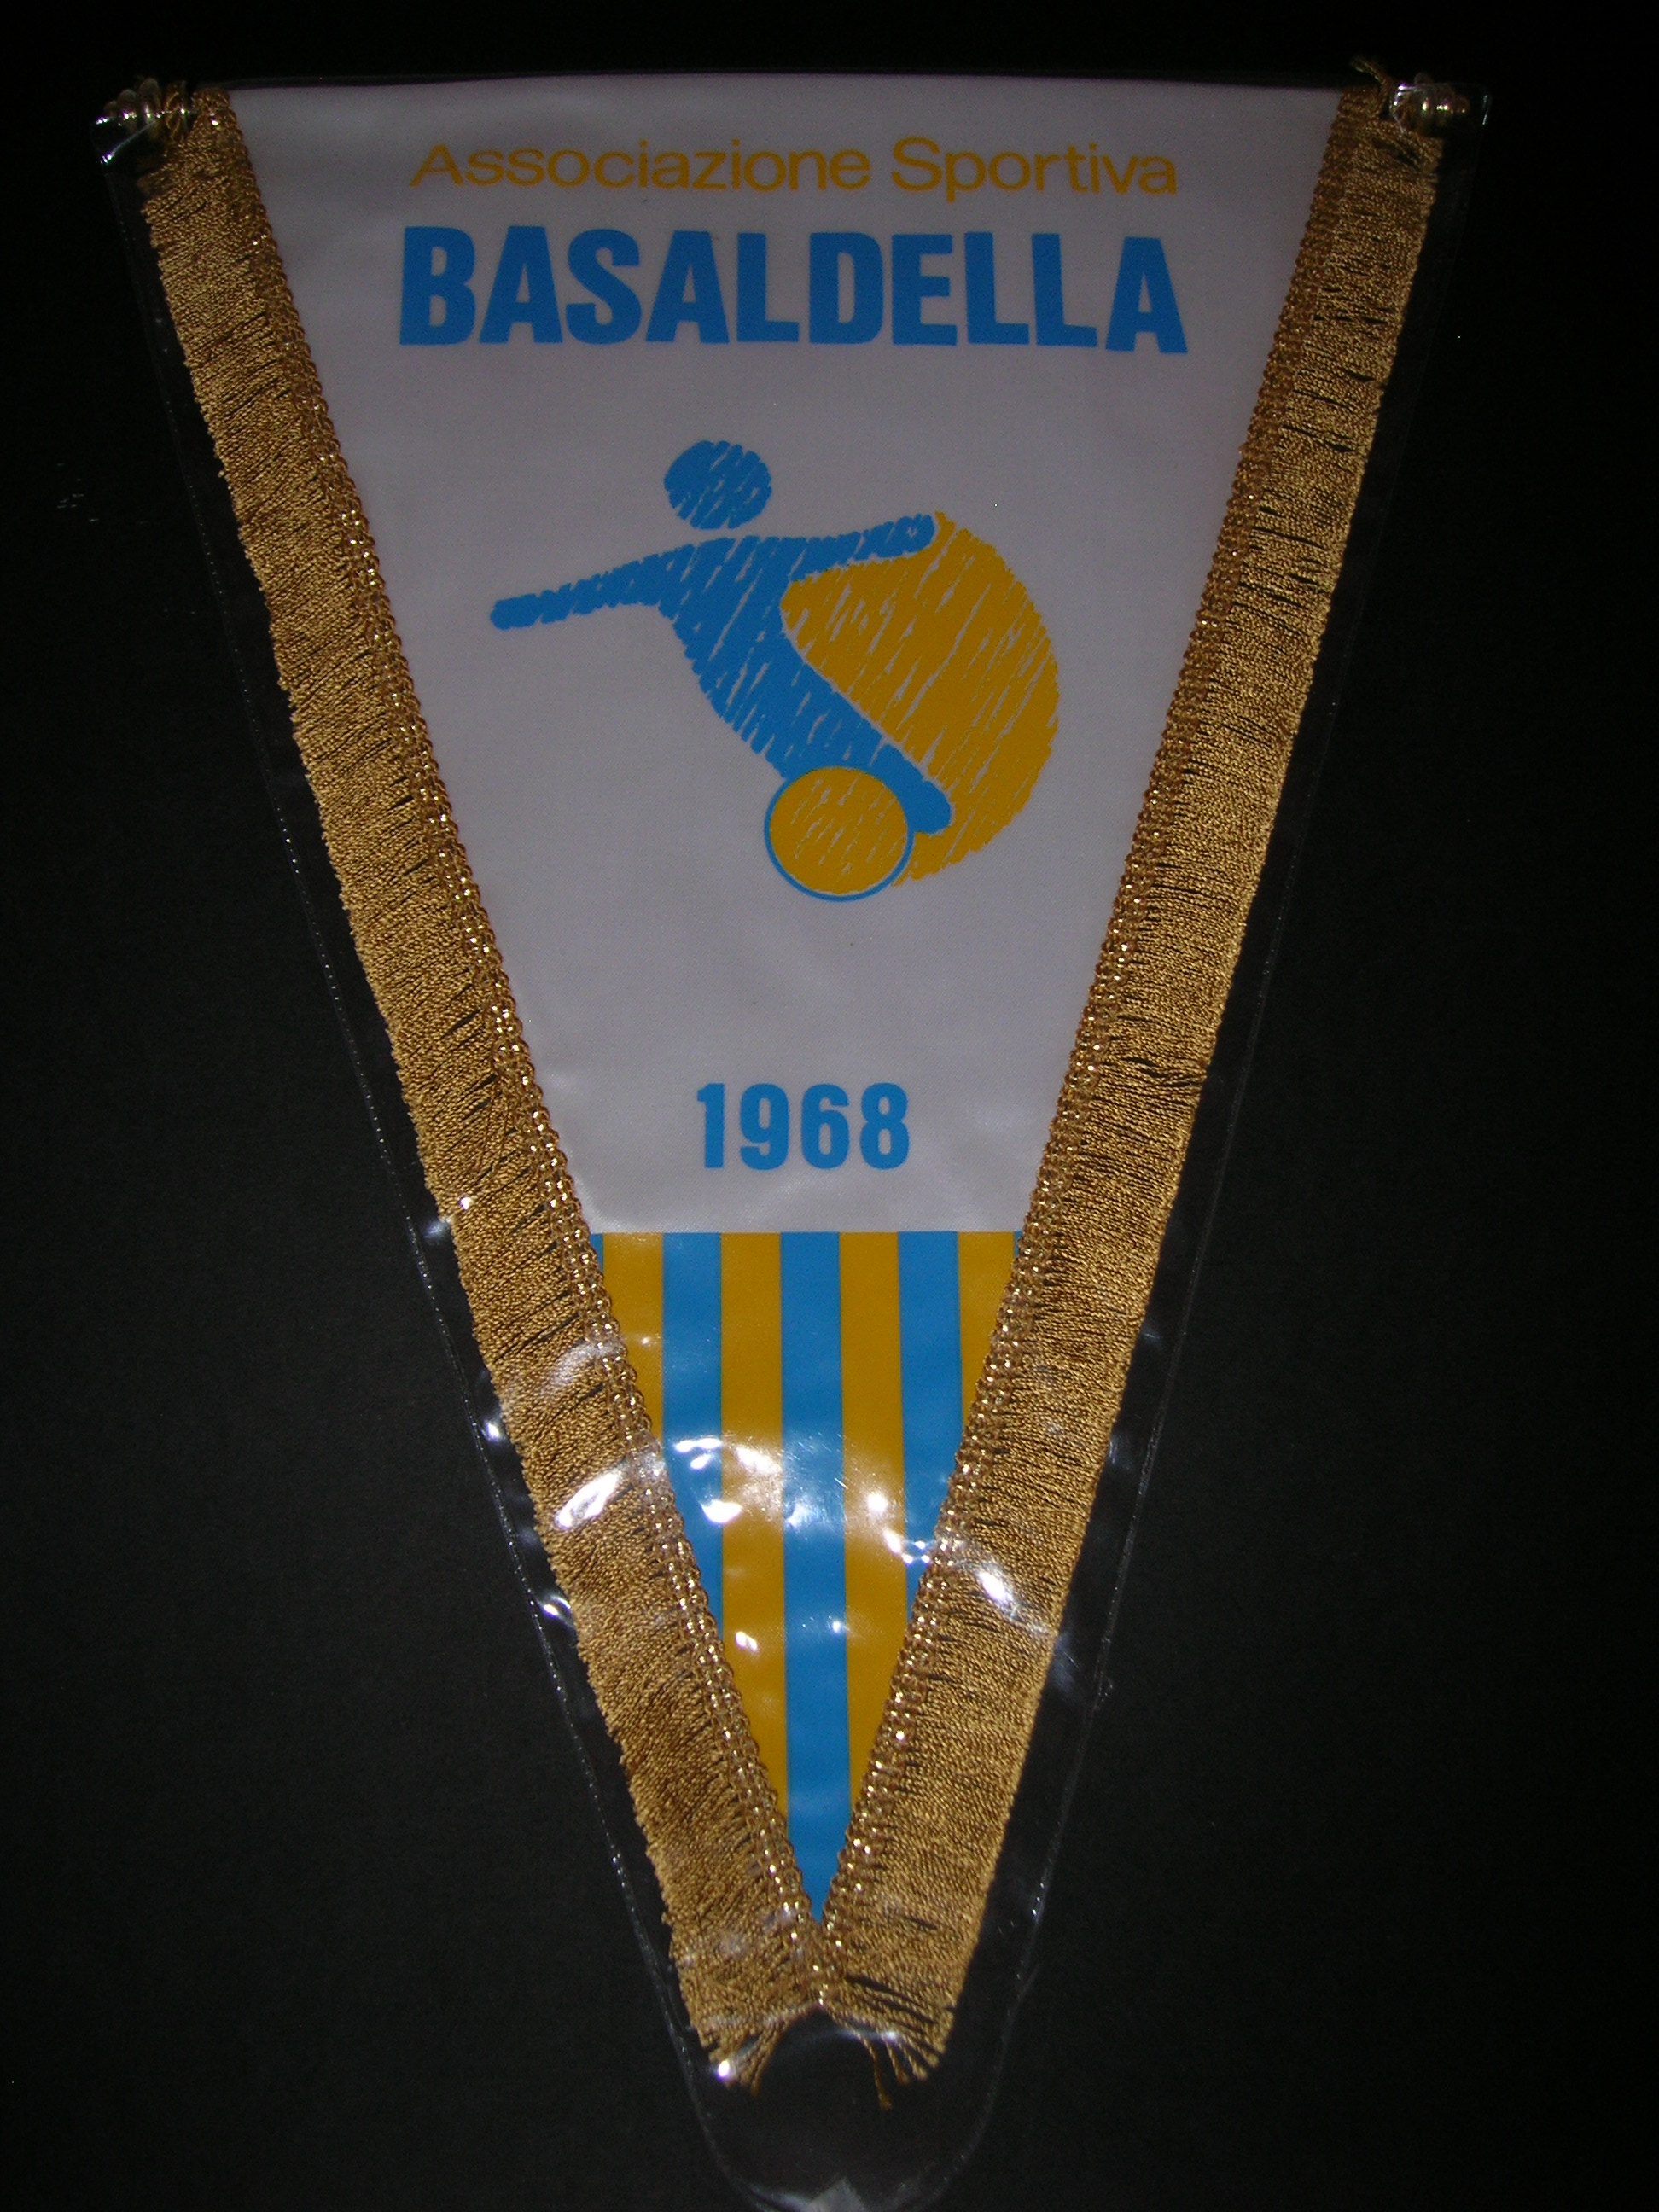 Associazione Sportiva
BASALDELLA
1968